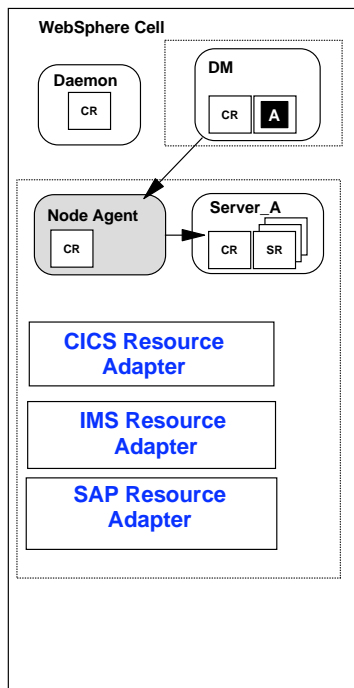 WebSphere Cell
Daemon
CR
DM
CR
A
Node Agent
CR
Server_A
CR
SR
CICS Resource
Adapter
IMS Resource
Adapter
SAP Resource
Adapter